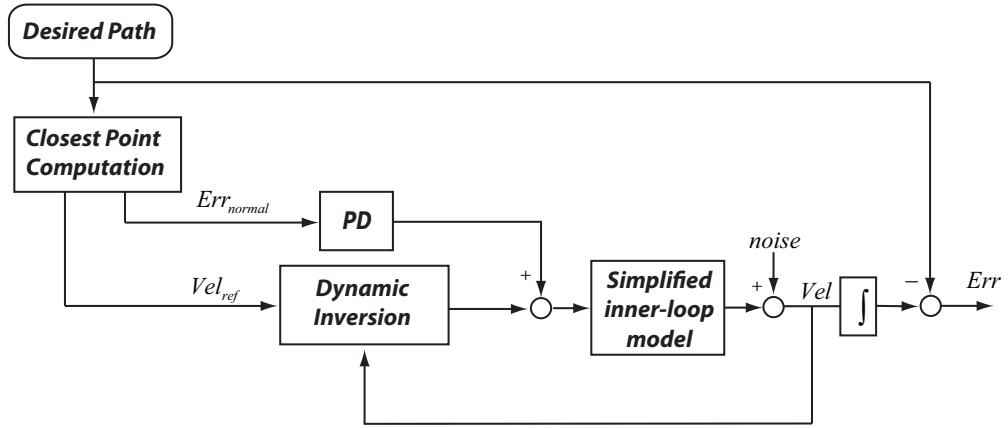 Desired Path
Closest Point
Computation
Err_normal
PD
noise
Vel_ref
Dynamic
Inversion
+
Simplified
inner-loop
model
+
Vel
∫
−
Err